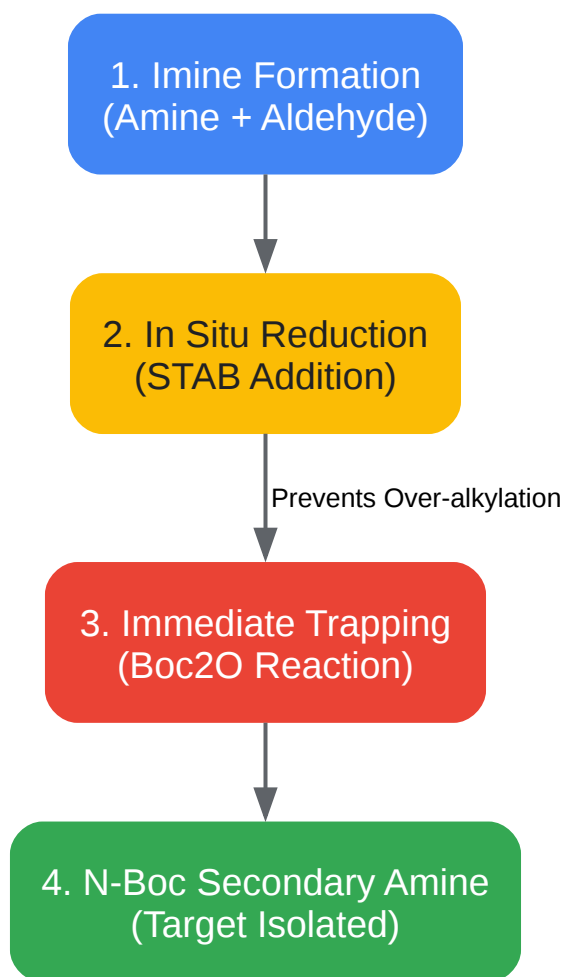 1. Imine Formation
(Amine + Aldehyde)
2. In Situ Reduction
(STAB Addition)
Prevents Over-alkylation
3. Immediate Trapping
(Boc2O Reaction)
4. N-Boc Secondary Amine
(Target Isolated)